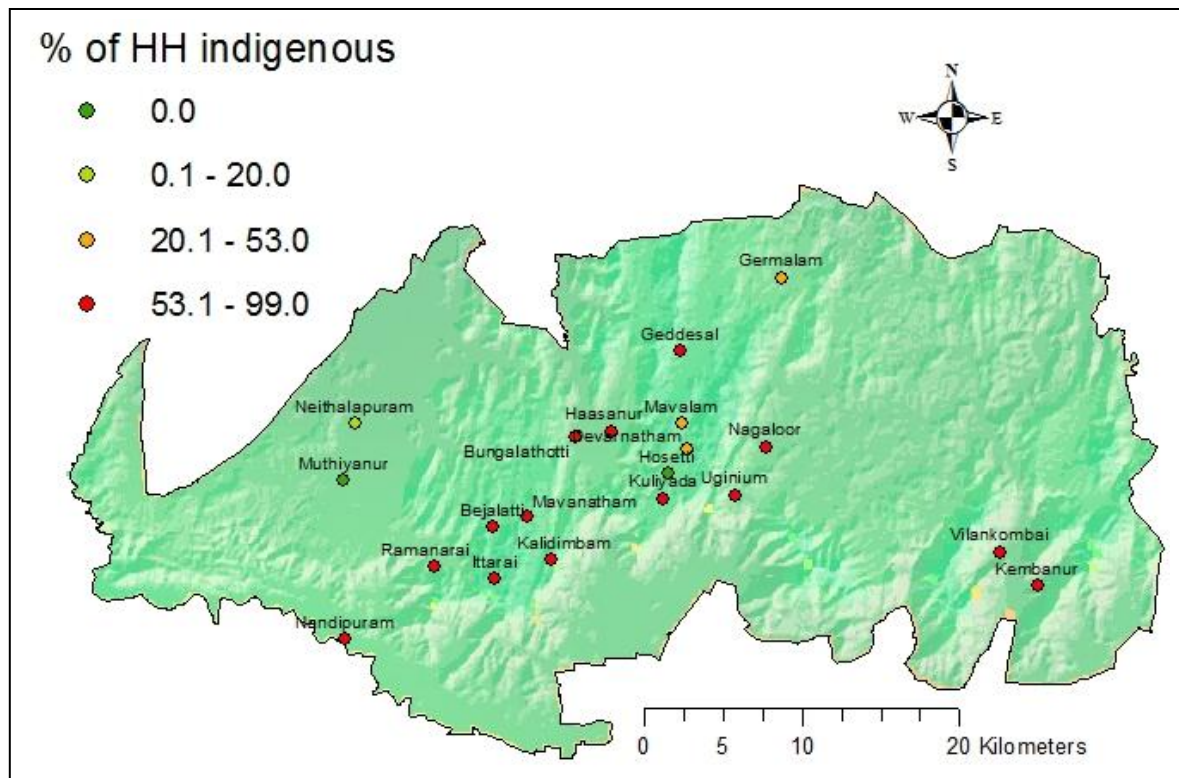 % of HH indigenous
0.0
0.1 - 20.0
20.1 - 53.0
53.1 - 99.0
N
W E
S
Germalam
Geddesal
Neithalapuram
Haasanur
Mavalam
Devarnatham
Nagaloor
Bungalathotti
Hosetti
Muthiyanur
Kuliyada
Uginium
Bejalatti
Mavanatham
Vilankombai
Ramanarai
Kalidimbam
Ittarai
Kembanur
Nandipuram
0 5 10 20 Kilometers